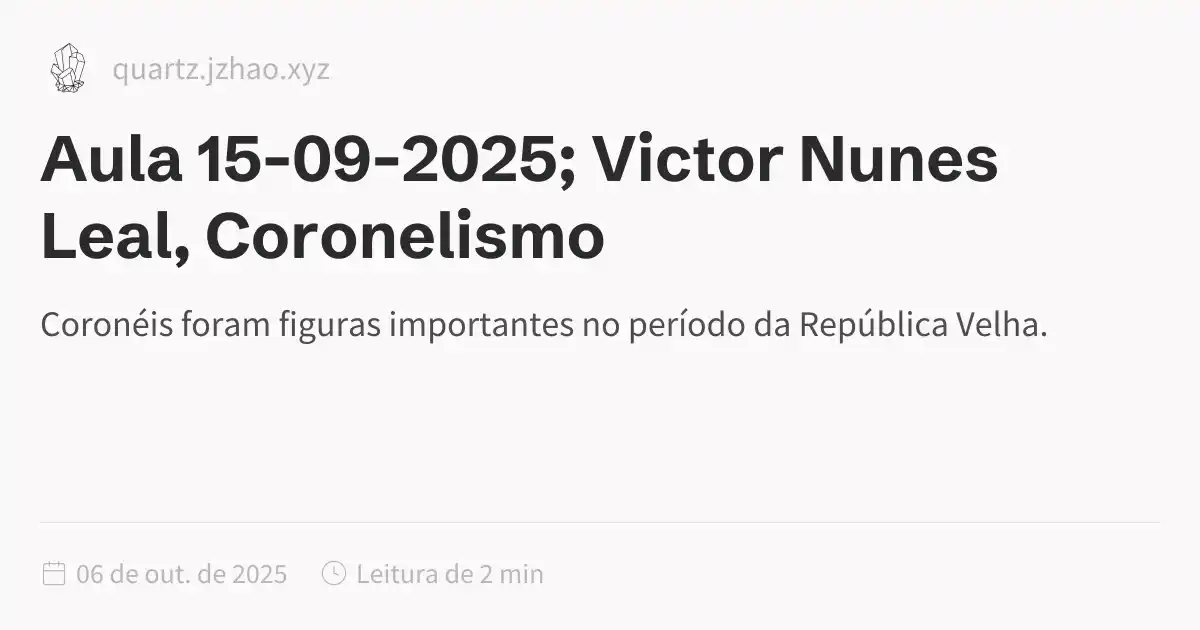 quartz.jzhao.xyz
Aula 15-09-2025; Victor Nunes
Leal, Coronelismo
Coronéis foram figuras importantes no período da República Velha.
06 de out. de 2025 Leitura de 2 min